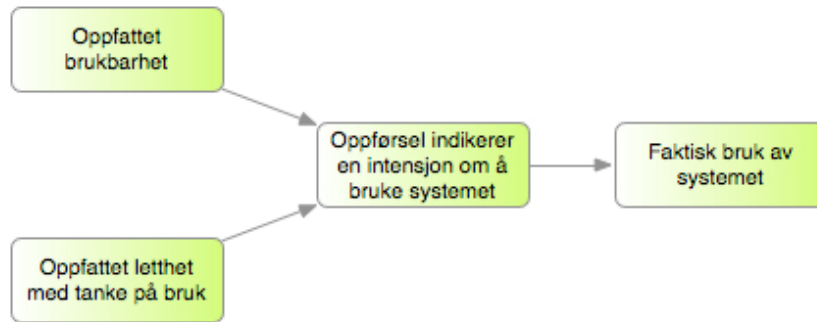 Oppfattet
brukbarhet
Oppførsel indikerer
en intensjon om å
bruke systemet
Faktisk bruk av
systemet
Oppfattet letthet
med tanke på bruk